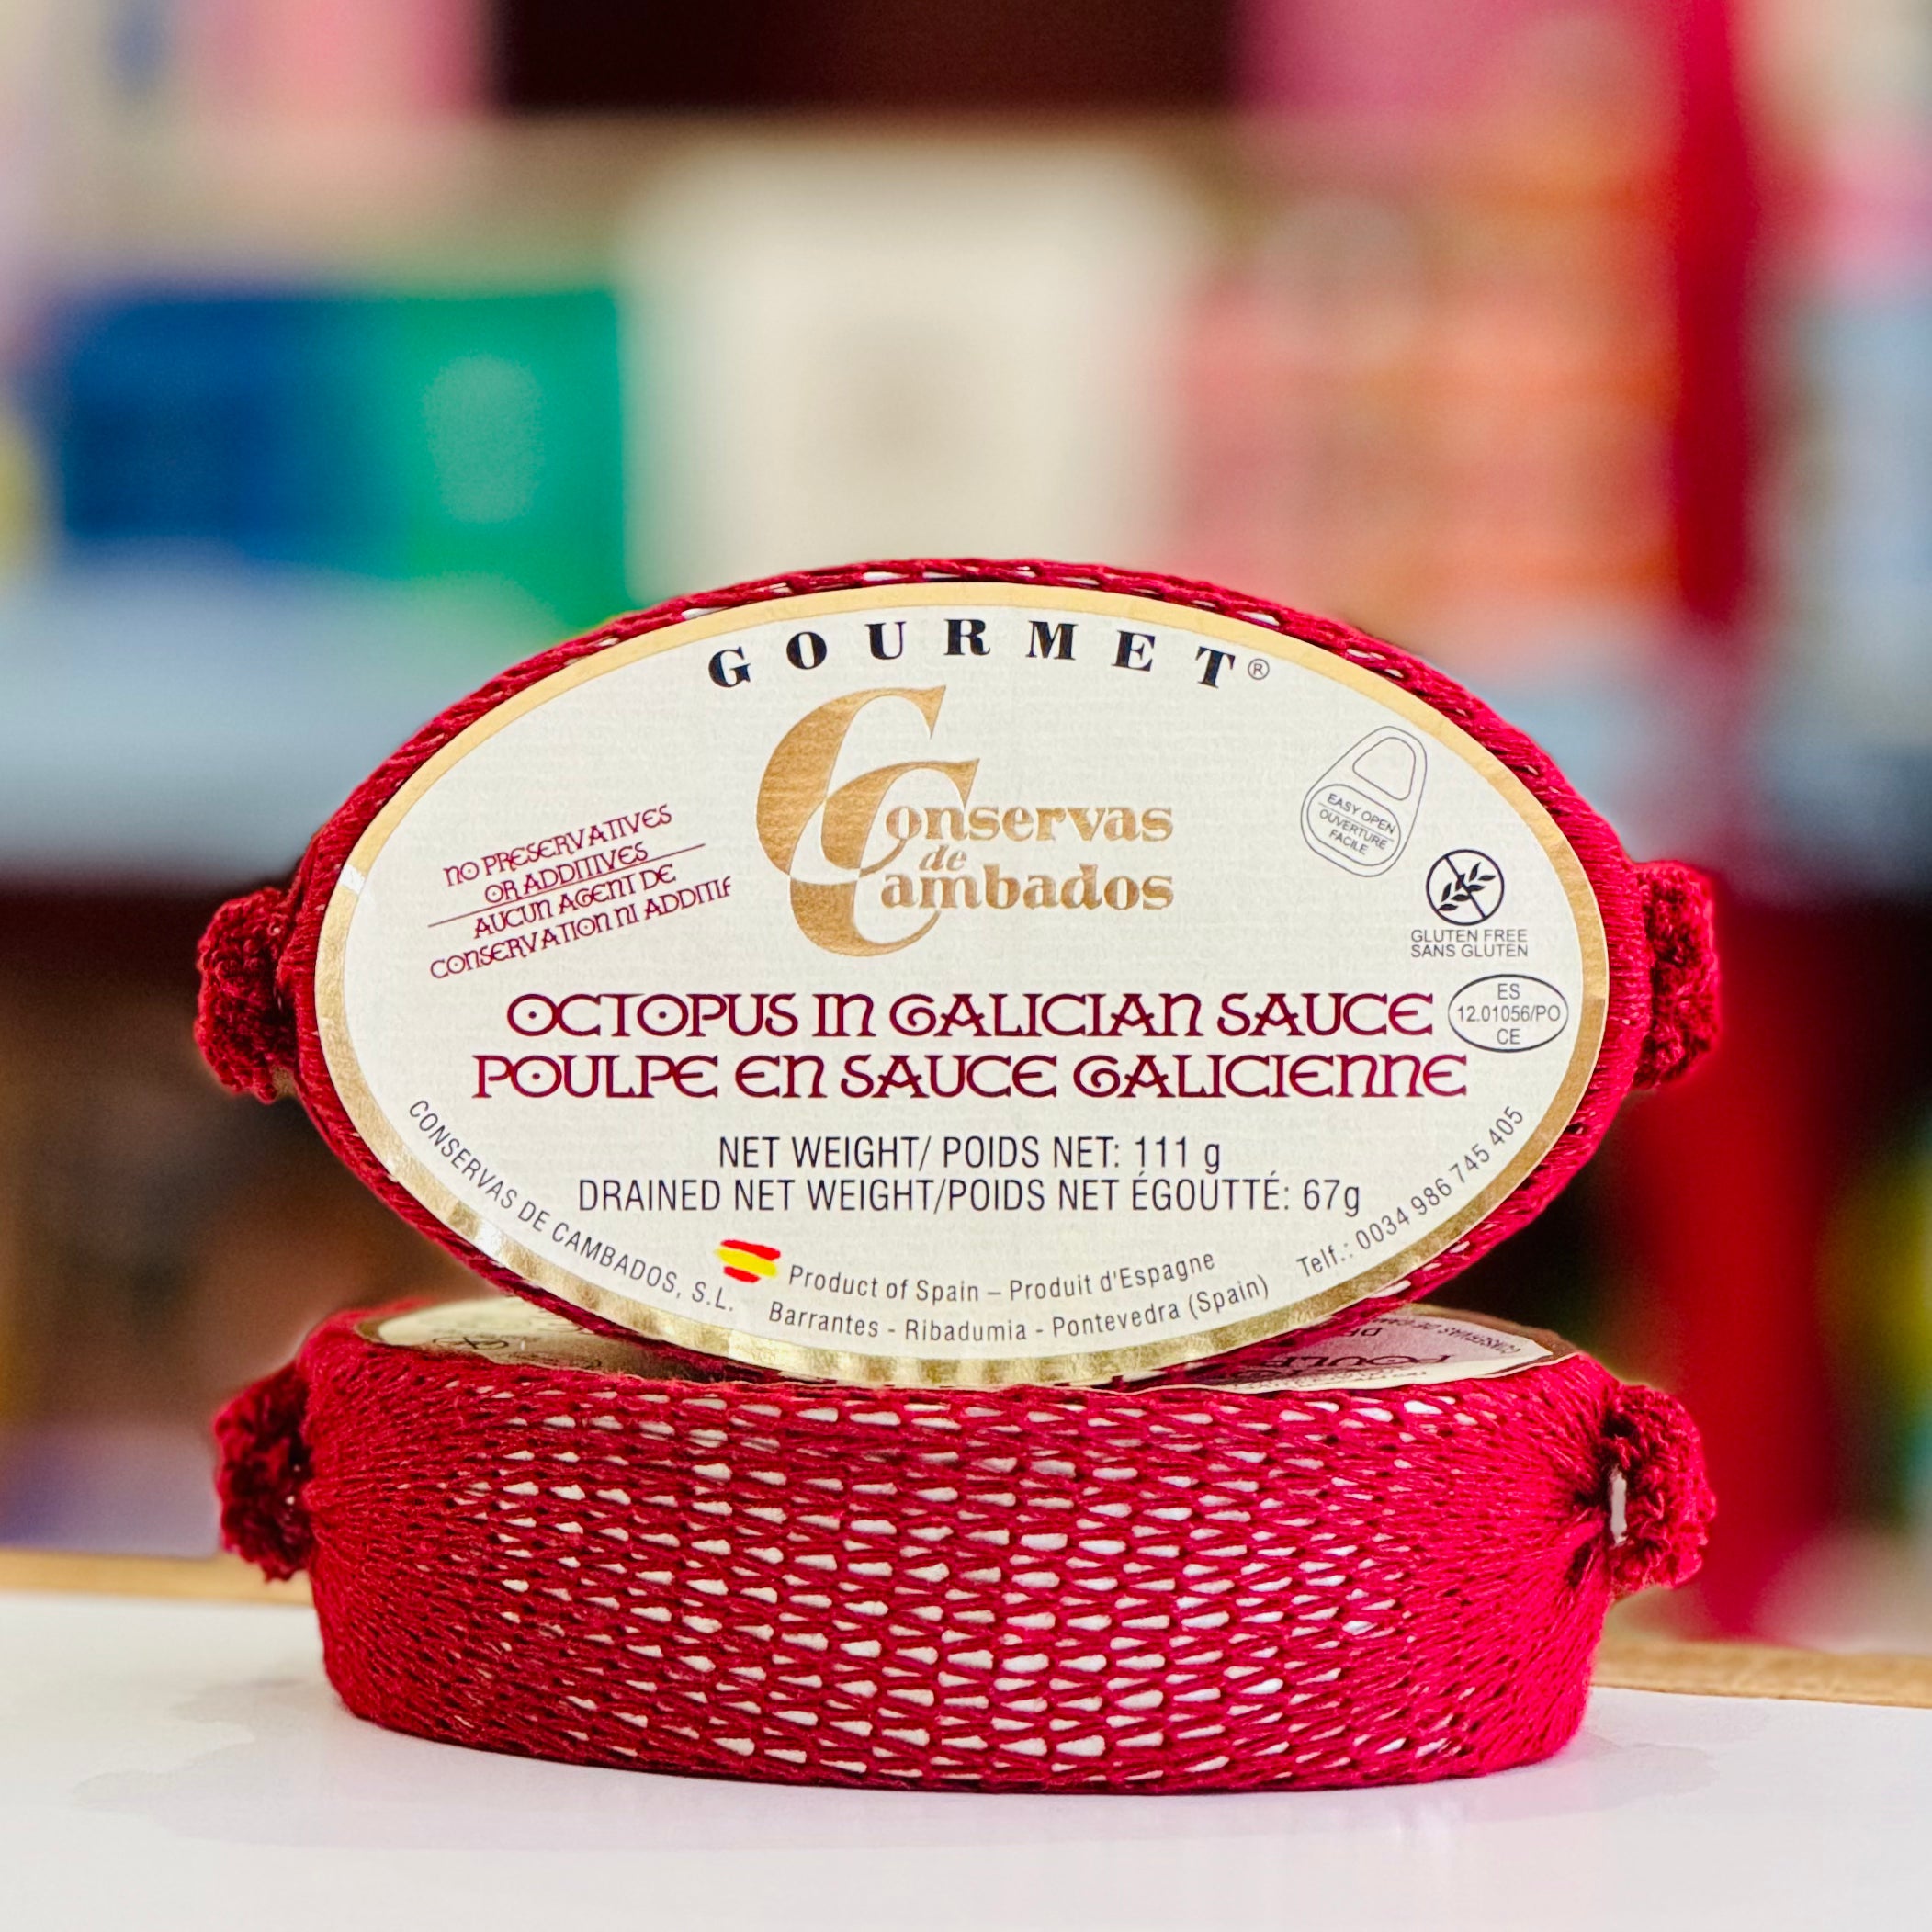 GOURMET®
Conservas
de
Cambados
EASY OPEN
OUVERTURE
FACILE
NO PRESERVATIVES
OR ADDITIVES
AUCUN AGENT DE
CONSERVATION NI ADDITIF
GLUTEN FREE
SANS GLUTEN
OCTOPUS IN GALICIAN SAUCE
POULPE EN SAUCE GALICIENNE
ES
12.01056/PO
CE
NET WEIGHT/ POIDS NET: 111 g
DRAINED NET WEIGHT/POIDS NET ÉGOUTTÉ: 67g
Product of Spain – Produit d'Espagne
CONSERVAS DE CAMBADOS, S.L. Barrantes - Ribadumia - Pontevedra (Spain) Telf.: 0034 986 745 405